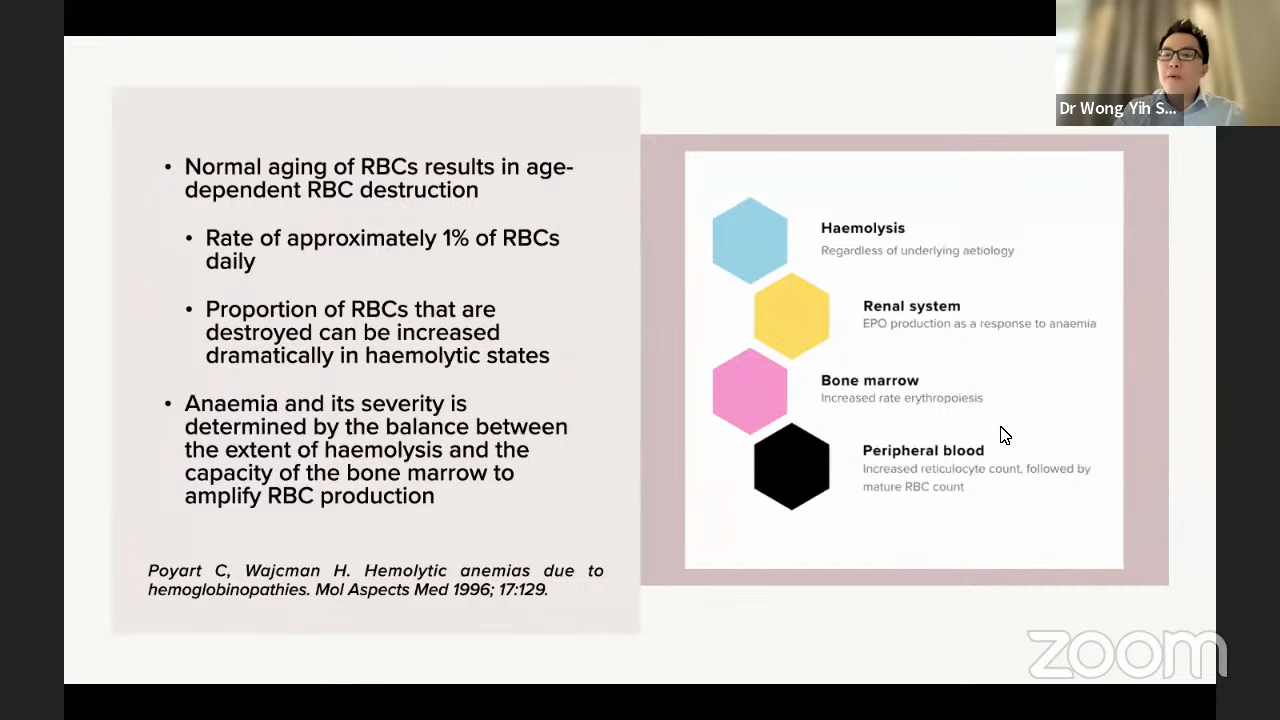 Dr Wong Yih S...
• Normal aging of RBCs results in age-
dependent RBC destruction
• Rate of approximately 1% of RBCs
daily
• Proportion of RBCs that are
destroyed can be increased
dramatically in haemolytic states
• Anaemia and its severity is
determined by the balance between
the extent of haemolysis and the
capacity of the bone marrow to
amplify RBC production
Poyart C, Wajcman H. Hemolytic anemias due to
hemoglobinopathies. Mol Aspects Med 1996; 17:129.
Haemolysis
Regardless of underlying aetiology
Renal system
EPO production as a response to anaemia
Bone marrow
Increased rate erythropoiesis
Peripheral blood
Increased reticulocyte count, followed by
mature RBC count
zoom